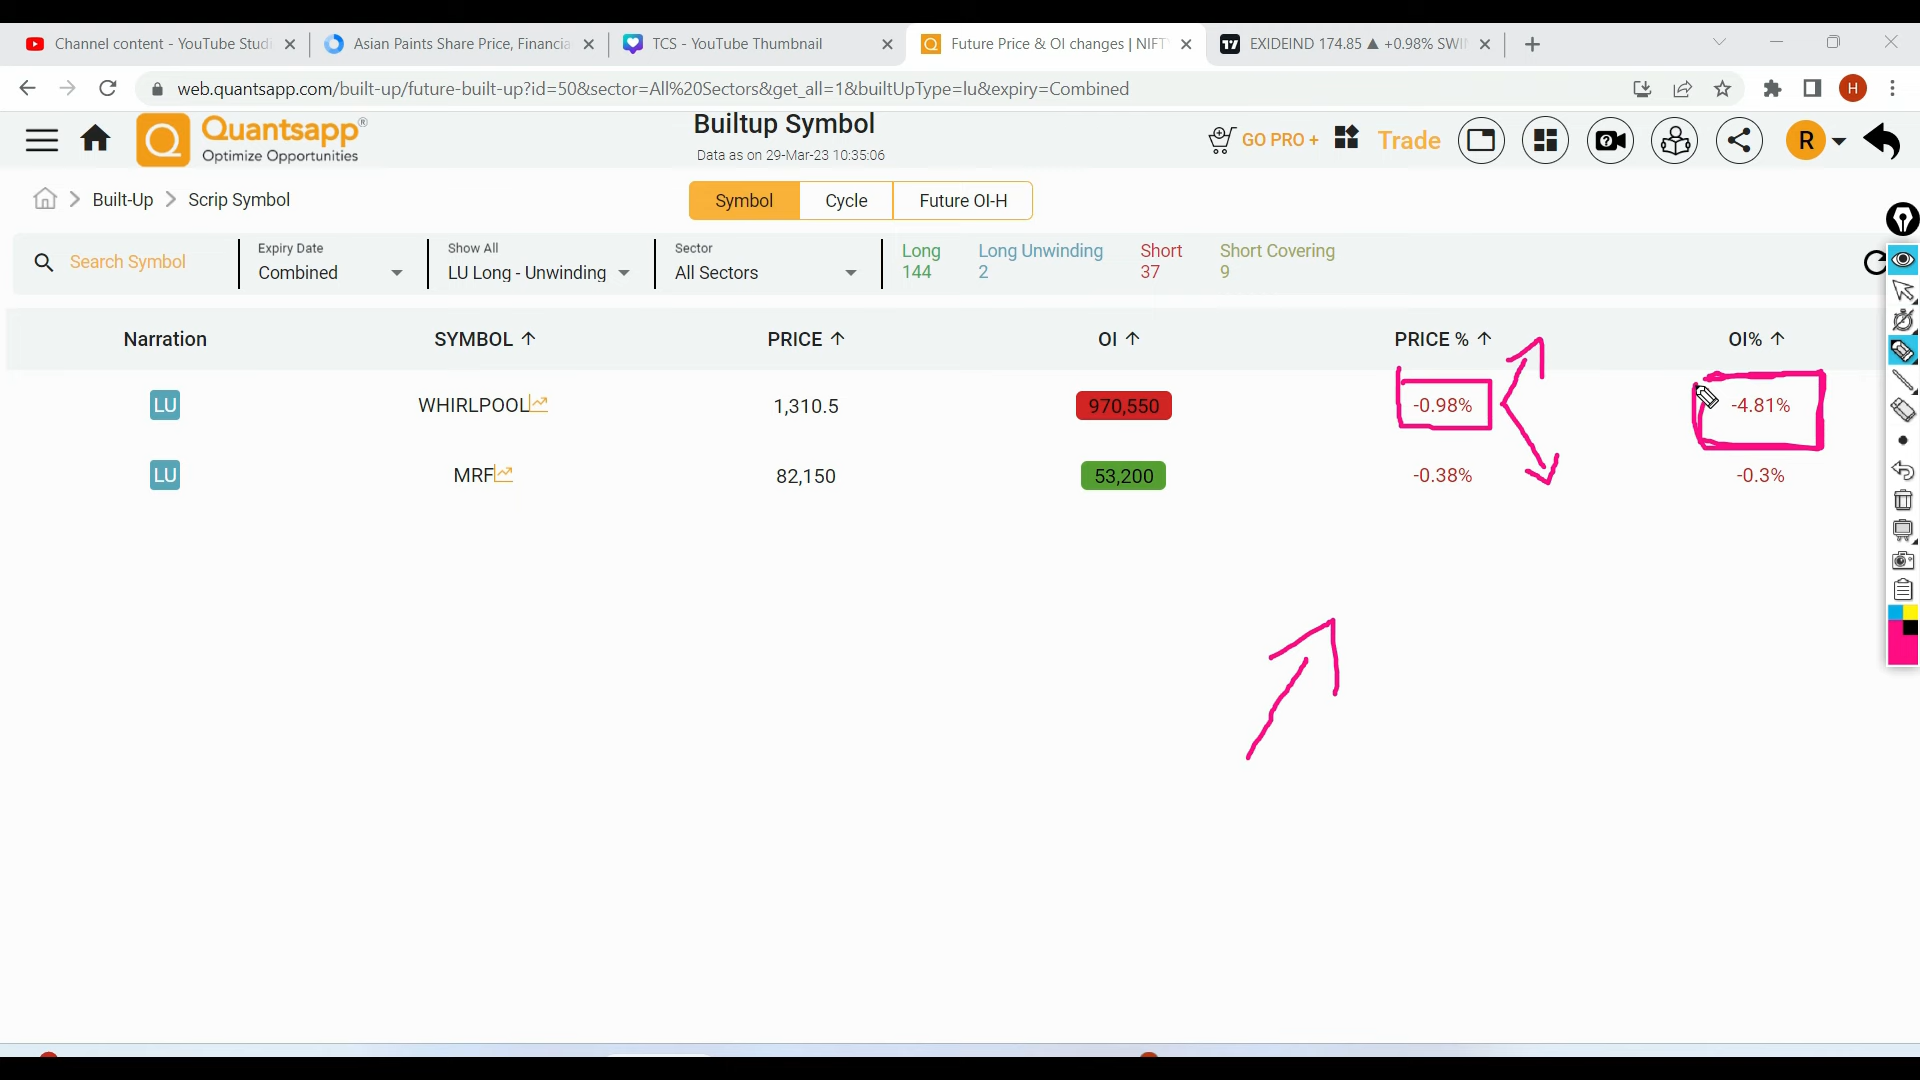 Channel content - YouTube Studi
Asian Paints Share Price, Financia
TCS - YouTube Thumbnail
Future Price & OI changes | NIFT
EXIDEIND 174.85 ▲ +0.98% SWI
web.quantsapp.com/built-up/future-built-up?id=50&sector=All%20Sectors&get_all=1&builtUpType=lu&expiry=Combined
H
Quantsapp®
Optimize Opportunities
Builtup Symbol
Data as on 29-Mar-23 10:35:06
GO PRO +
Trade
R
Built-Up
Scrip Symbol
Symbol
Cycle
Future OI-H
Search Symbol
Expiry Date
Combined
Show All
LU Long - Unwinding
Sector
All Sectors
Long
144
Long Unwinding
2
Short
37
Short Covering
9
Narration SYMBOL ↑ PRICE ↑ OI ↑ PRICE % ↑ OI% ↑
LU WHIRLPOOL 1,310.5 970,550 -0.98% -4.81%
LU MRF 82,150 53,200 -0.38% -0.3%